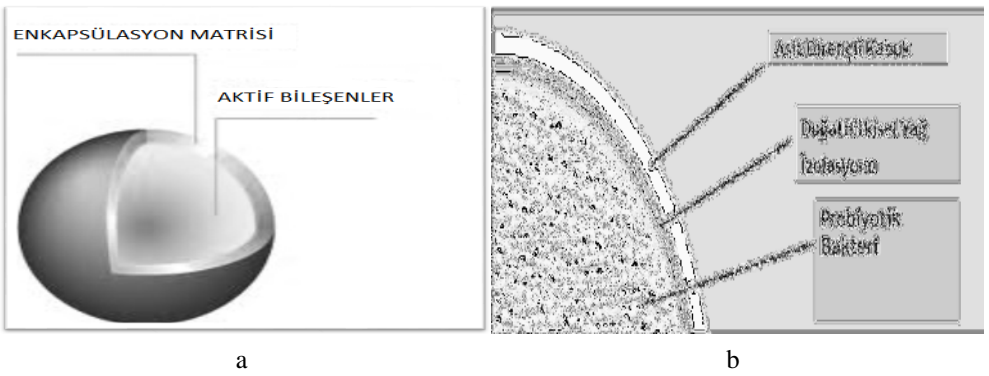 ENKAPSÜLASYON MATRİSİ
AKTİF BİLEŞENLER
Asit Dirençli Kabuk
Doğal Bitkisel Yağ
İzolasyonu
Probiyotik
Bakteri
a
b